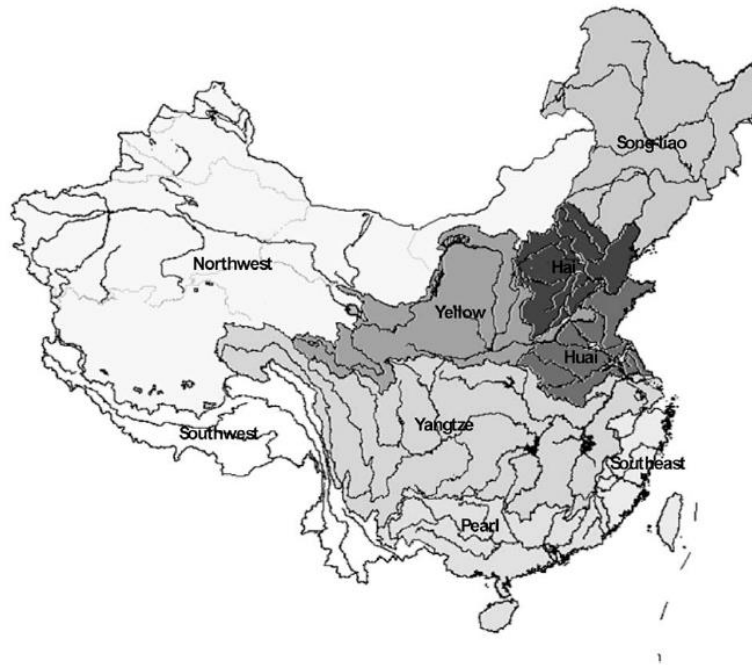 Song-liao
Northwest
Hai
Yellow
Huai
Yangtze
Southwest
Southeast
Pearl